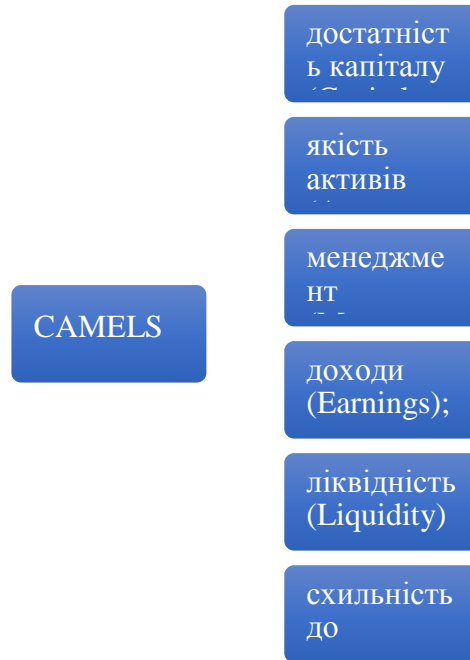 CAMELS
достатніст
ь капіталу
якість
активів
менеджме
нт
доходи
(Earnings);
ліквідність
(Liquidity)
схильність
до